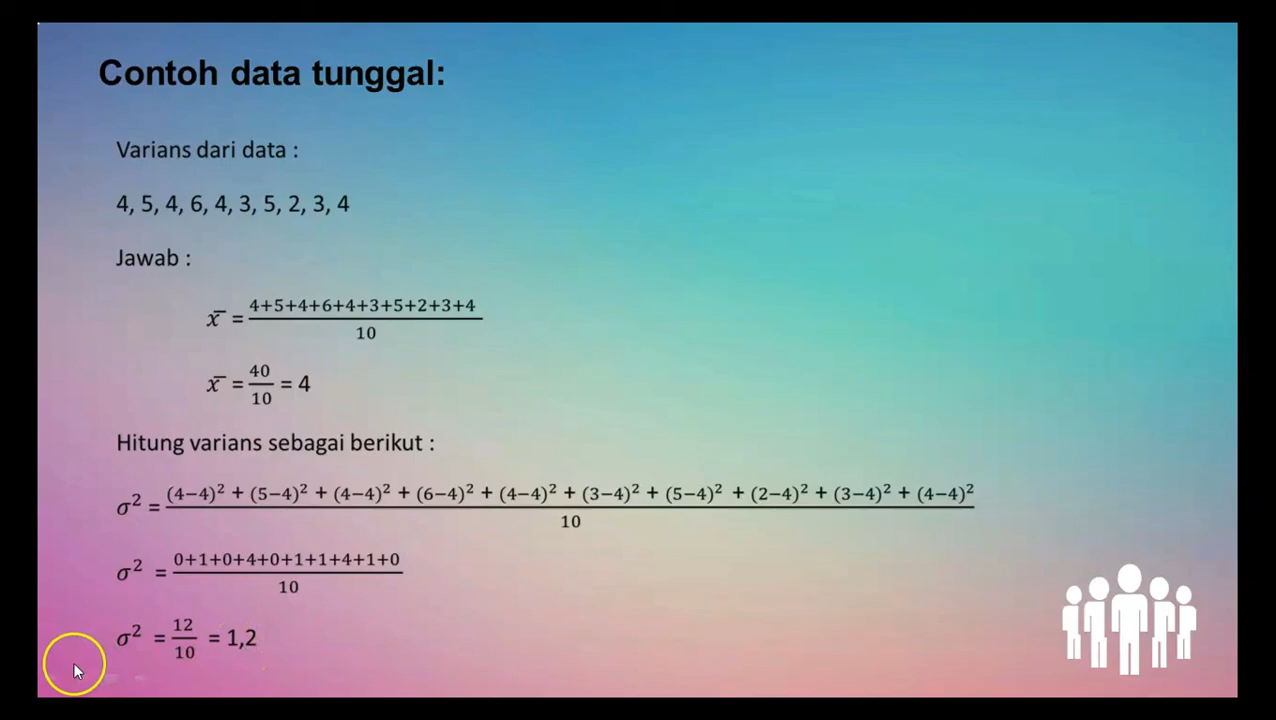 Contoh data tunggal:
Varians dari data :
4, 5, 4, 6, 4, 3, 5, 2, 3, 4
Jawab :
x̄ = (4+5+4+6+4+3+5+2+3+4)/10
x̄ = 40/10 = 4
Hitung varians sebagai berikut :
σ² = ((4−4)² + (5−4)² + (4−4)² + (6−4)² + (4−4)² + (3−4)² + (5−4)² + (2−4)² + (3−4)² + (4−4)²)/10
σ² = (0+1+0+4+0+1+1+4+1+0)/10
σ² = 12/10 = 1,2